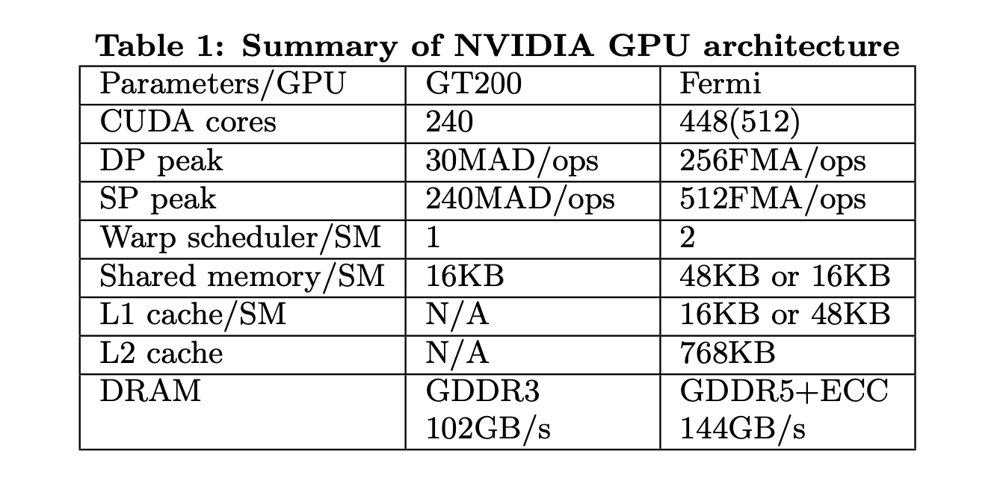 Table 1: Summary of NVIDIA GPU architecture
Parameters/GPU GT200 Fermi
CUDA cores 240 448(512)
DP peak 30MAD/ops 256FMA/ops
SP peak 240MAD/ops 512FMA/ops
Warp scheduler/SM 1 2
Shared memory/SM 16KB 48KB or 16KB
L1 cache/SM N/A 16KB or 48KB
L2 cache N/A 768KB
DRAM GDDR3 GDDR5+ECC
102GB/s 144GB/s